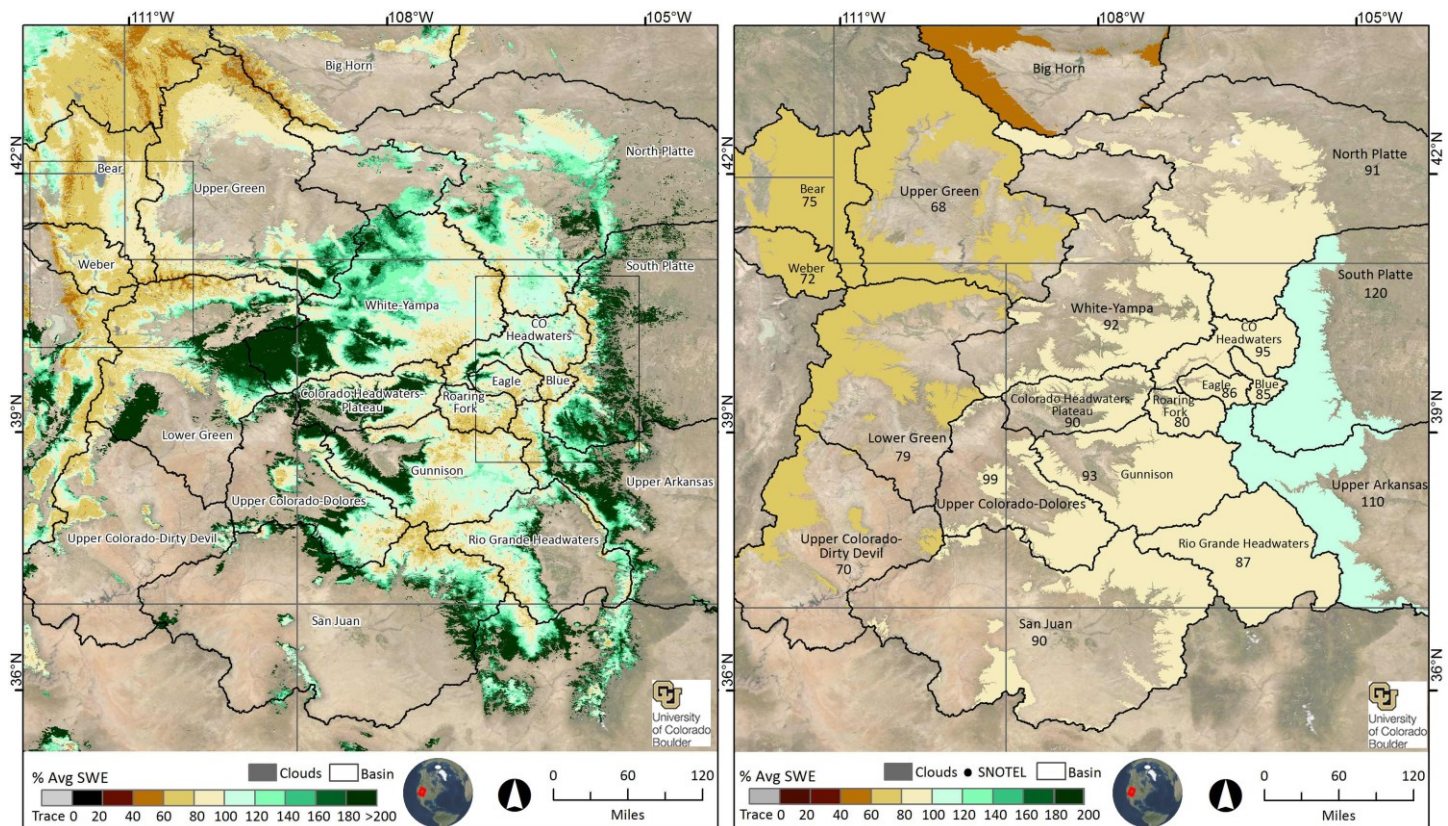 111°W
108°W
105°W
42°N
39°N
36°N
Big Horn
North Platte
Bear
Upper Green
Weber
South Platte
White-Yampa
CO
Headwaters
Eagle
Blue
Colorado Headwaters-
Plateau
Roaring
Fork
Lower Green
Gunnison
Upper Arkansas
Upper Colorado-Dolores
Upper Colorado-Dirty Devil
Rio Grande Headwaters
San Juan
CU
University
of Colorado
Boulder
% Avg SWE
Clouds
Basin
Trace 0 20 40 60 80 100 120 140 160 180 >200
0 60 120
Miles
111°W
108°W
105°W
42°N
39°N
36°N
Big Horn
North Platte
91
Bear
75
Upper Green
68
Weber
72
South Platte
120
White-Yampa
92
CO
Headwaters
95
Eagle
86
Blue
85
Colorado Headwaters-
Plateau
90
Roaring
Fork
80
Lower Green
79
99
93
Gunnison
Upper Arkansas
110
Upper Colorado-Dolores
Upper Colorado-
Dirty Devil
70
Rio Grande Headwaters
87
San Juan
90
CU
University
of Colorado
Boulder
% Avg SWE
Clouds
SNOTEL
Basin
Trace 0 20 40 60 80 100 120 140 160 180 200
0 60 120
Miles